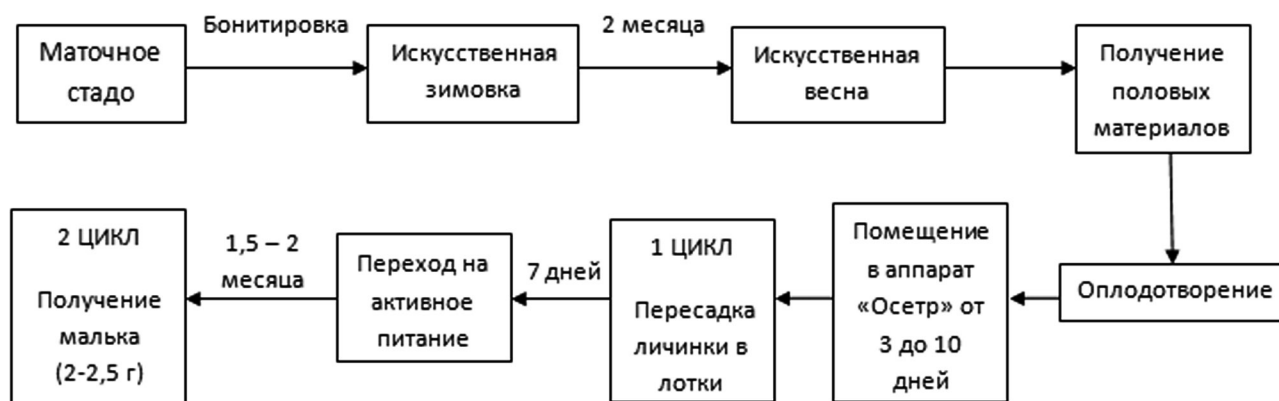 Маточное
стадо
Бонитировка
Искусственная
зимовка
2 месяца
Искусственная
весна
Получение
половых
материалов
Оплодотворение
Помещение
в аппарат
«Осетр» от
3 до 10
дней
1 ЦИКЛ
Пересадка
личинки в
лотки
7 дней
Переход на
активное
питание
1,5 – 2
месяца
2 ЦИКЛ
Получение
малька
(2-2,5 г)